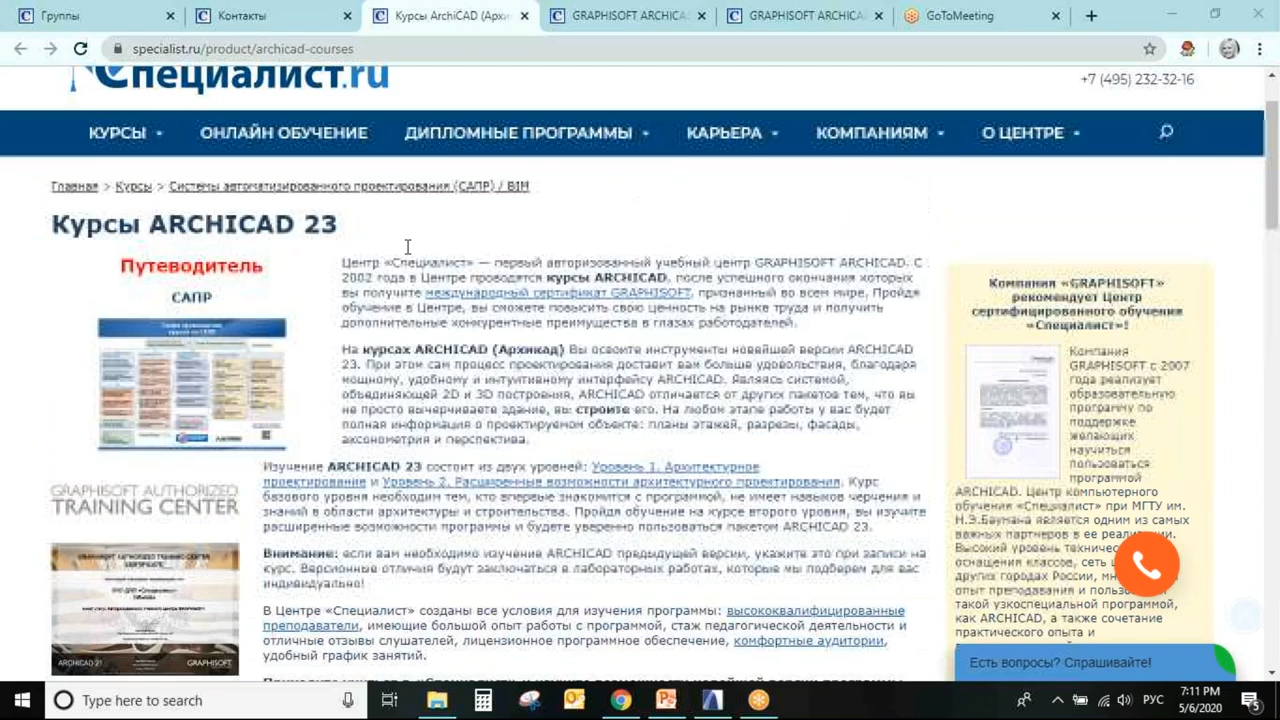 Группы
Контакты
Курсы ArchiCAD (Архи
GRAPHISOFT ARCHICA
GRAPHISOFT ARCHICA
GoToMeeting
specialist.ru/product/archicad-courses
Специалист.ru
+7 (495) 232-32-16
КУРСЫ
ОНЛАЙН ОБУЧЕНИЕ
ДИПЛОМНЫЕ ПРОГРАММЫ
КАРЬЕРА
КОМПАНИЯМ
О ЦЕНТРЕ
Главная > Курсы > Системы автоматизированного проектирования (САПР) / BIM
Курсы ARCHICAD 23
Путеводитель
САПР
Центр «Специалист» — первый авторизованный учебный центр GRAPHISOFT ARCHICAD. С
2002 года в Центре проводятся курсы ARCHICAD, после успешного окончания которых
вы получите международный сертификат GRAPHISOFT, признанный во всем мире. Пройдя
обучение в Центре, вы сможете повысить свою ценность на рынке труда и получить
дополнительные конкурентные преимущества в глазах работодателей.
На курсах ARCHICAD (Архикад) Вы освоите инструменты новейшей версии ARCHICAD
23. При этом сам процесс проектирования доставит вам больше удовольствия, благодаря
мощному, удобному и интуитивному интерфейсу ARCHICAD. Являясь системой,
объединяющей 2D и 3D построения, ARCHICAD отличается от других пакетов тем, что вы
не просто вычерчиваете здание, вы строите его. На любом этапе работы у вас будет
полная информация о проектируемом объекте: планы этажей, разрезы, фасады,
аксонометрия и перспектива.
Изучение ARCHICAD 23 состоит из двух уровней: Уровень 1. Архитектурное
проектирование и Уровень 2. Расширенные возможности архитектурного проектирования. Курс
базового уровня необходим тем, кто впервые знакомится с программой, не имеет навыков черчения и
знаний в области архитектуры и строительства. Пройдя обучение на курсе второго уровня, вы изучите
расширенные возможности программы и будете уверенно пользоваться пакетом ARCHICAD 23.
Внимание: если вам необходимо изучение ARCHICAD предыдущей версии, укажите это при записи на
курс. Версионные отличия будут заключаться в лабораторных работах, которые мы подберем для вас
индивидуально!
В Центре «Специалист» созданы все условия для изучения программы: высококвалифицированные
преподаватели, имеющие большой опыт работы с программой, стаж педагогической деятельности и
отличные отзывы слушателей, лицензионное программное обеспечение, комфортные аудитории,
удобный график занятий.
GRAPHISOFT AUTHORIZED
TRAINING CENTER
ARCHICAD 21
GRAPHISOFT
Компания «GRAPHISOFT»
рекомендует Центр
сертифицированного обучения
«Специалист»!
Компания
GRAPHISOFT с 2007
года реализует
образовательную
программу по
поддержке
желающих
научиться
пользоваться
программой
ARCHICAD. Центр компьютерного
обучения «Специалист» при МГТУ им.
Н.Э.Баумана является одним из самых
важных партнеров в ее реализации.
Высокий уровень
оснащения классов, сеть
других городах России,
опыт преподавания и
такой узкоспециальной программой,
как ARCHICAD, а также сочетание
практического опыта и
Есть вопросы? Спрашивайте!
Type here to search
РУС
7:11 PM
5/6/2020
5